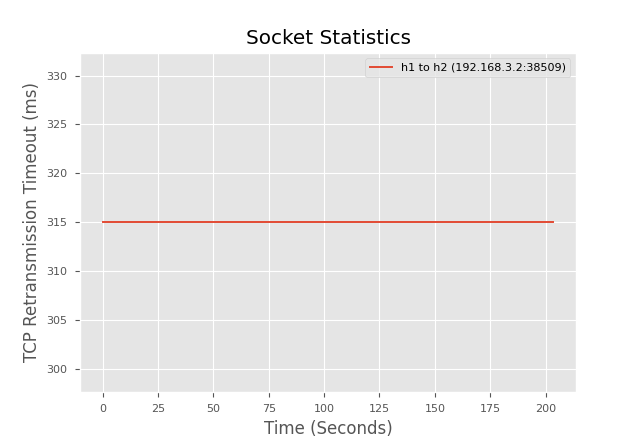 Socket Statistics
h1 to h2 (192.168.3.2:38509)
TCP Retransmission Timeout (ms)
330
325
320
315
310
305
300
0 25 50 75 100 125 150 175 200
Time (Seconds)